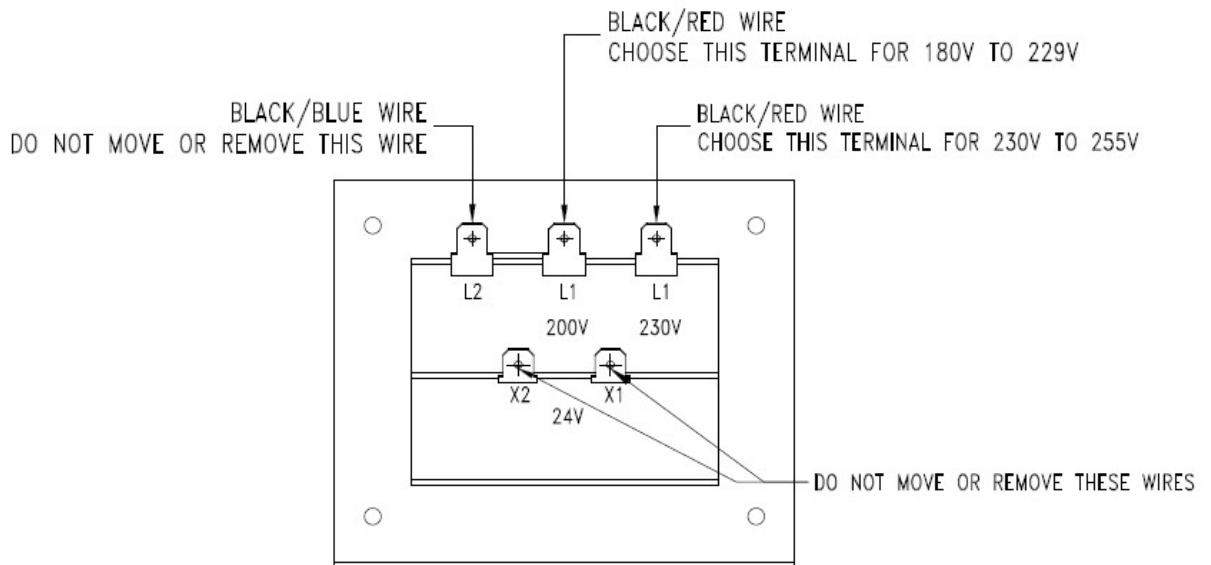 BLACK/RED WIRE
CHOOSE THIS TERMINAL FOR 180V TO 229V
BLACK/BLUE WIRE
DO NOT MOVE OR REMOVE THIS WIRE
BLACK/RED WIRE
CHOOSE THIS TERMINAL FOR 230V TO 255V
L2 L1 L1
200V 230V
X2 X1
24V
DO NOT MOVE OR REMOVE THESE WIRES